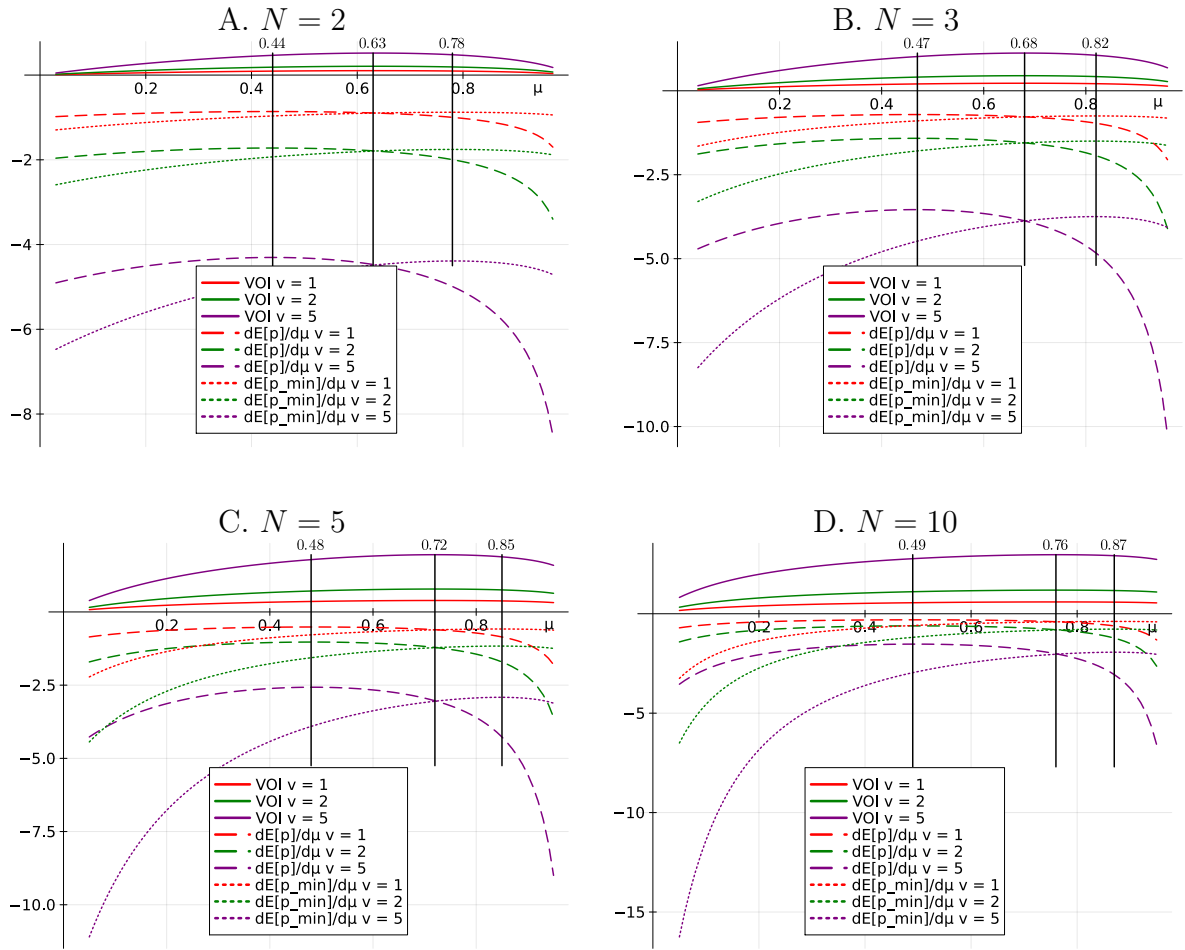 A. N = 2
0.44
0.63
0.78
0.2
0.4
0.6
0.8
μ
−2
−4
−6
−8
VOI v = 1
VOI v = 2
VOI v = 5
dE[p]/dμ v = 1
dE[p]/dμ v = 2
dE[p]/dμ v = 5
dE[p_min]/dμ v = 1
dE[p_min]/dμ v = 2
dE[p_min]/dμ v = 5
B. N = 3
0.47
0.68
0.82
0.2
0.4
0.6
0.8
μ
−2.5
−5.0
−7.5
−10.0
VOI v = 1
VOI v = 2
VOI v = 5
dE[p]/dμ v = 1
dE[p]/dμ v = 2
dE[p]/dμ v = 5
dE[p_min]/dμ v = 1
dE[p_min]/dμ v = 2
dE[p_min]/dμ v = 5
C. N = 5
0.48
0.72
0.85
0.2
0.4
0.6
0.8
μ
−2.5
−5.0
−7.5
−10.0
VOI v = 1
VOI v = 2
VOI v = 5
dE[p]/dμ v = 1
dE[p]/dμ v = 2
dE[p]/dμ v = 5
dE[p_min]/dμ v = 1
dE[p_min]/dμ v = 2
dE[p_min]/dμ v = 5
D. N = 10
0.49
0.76
0.87
0.2
0.4
0.6
0.8
μ
−5
−10
−15
VOI v = 1
VOI v = 2
VOI v = 5
dE[p]/dμ v = 1
dE[p]/dμ v = 2
dE[p]/dμ v = 5
dE[p_min]/dμ v = 1
dE[p_min]/dμ v = 2
dE[p_min]/dμ v = 5